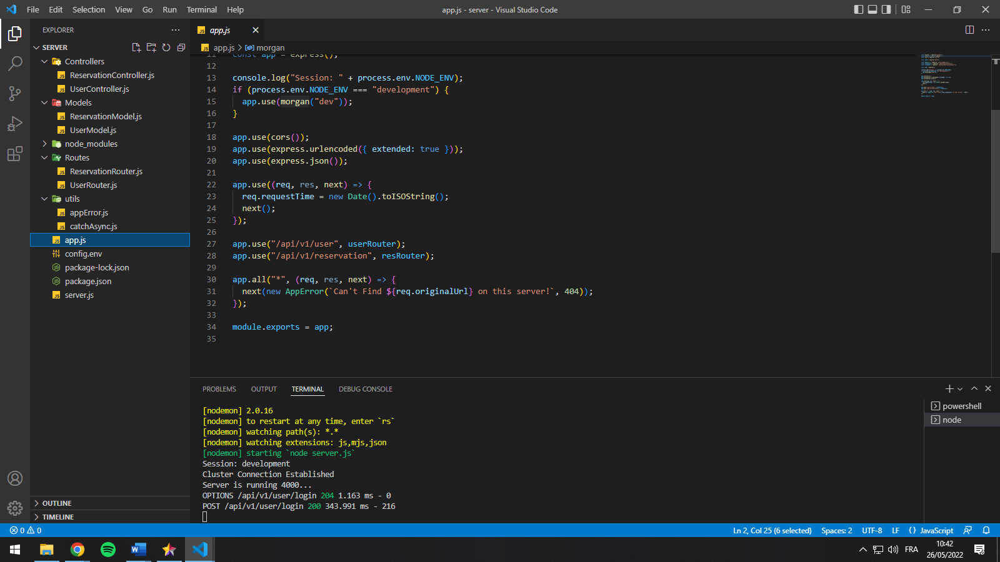 File Edit Selection View Go Run Terminal Help
app.js - server - Visual Studio Code
EXPLORER
SERVER
Controllers
ReservationController.js
UserController.js
Models
ReservationModel.js
UserModel.js
node_modules
Routes
ReservationRouter.js
UserRouter.js
utils
appError.js
catchAsync.js
app.js
config.env
package-lock.json
package.json
server.js
OUTLINE
TIMELINE
app.js
app.js > morgan
11 const app = express();
12
13 console.log("Session: " + process.env.NODE_ENV);
14 if (process.env.NODE_ENV === "development") {
15 app.use(morgan("dev"));
16 }
17
18 app.use(cors());
19 app.use(express.urlencoded({ extended: true }));
20 app.use(express.json());
21
22 app.use((req, res, next) => {
23 req.requestTime = new Date().toISOString();
24 next();
25 });
26
27 app.use("/api/v1/user", userRouter);
28 app.use("/api/v1/reservation", resRouter);
29
30 app.all("*", (req, res, next) => {
31 next(new AppError(`Can't Find ${req.originalUrl} on this server!`, 404));
32 });
33
34 module.exports = app;
35
PROBLEMS OUTPUT TERMINAL DEBUG CONSOLE
[nodemon] 2.0.16
[nodemon] to restart at any time, enter `rs`
[nodemon] watching path(s): *.*
[nodemon] watching extensions: js,mjs,json
[nodemon] starting `node server.js`
Session: development
Cluster Connection Established
Server is running 4000...
OPTIONS /api/v1/user/login 204 1.163 ms - 0
POST /api/v1/user/login 200 343.991 ms - 216
powershell
node
0 0
Ln 2, Col 25 (6 selected) Spaces: 2 UTF-8 LF {} JavaScript
FRA
10:42
26/05/2022